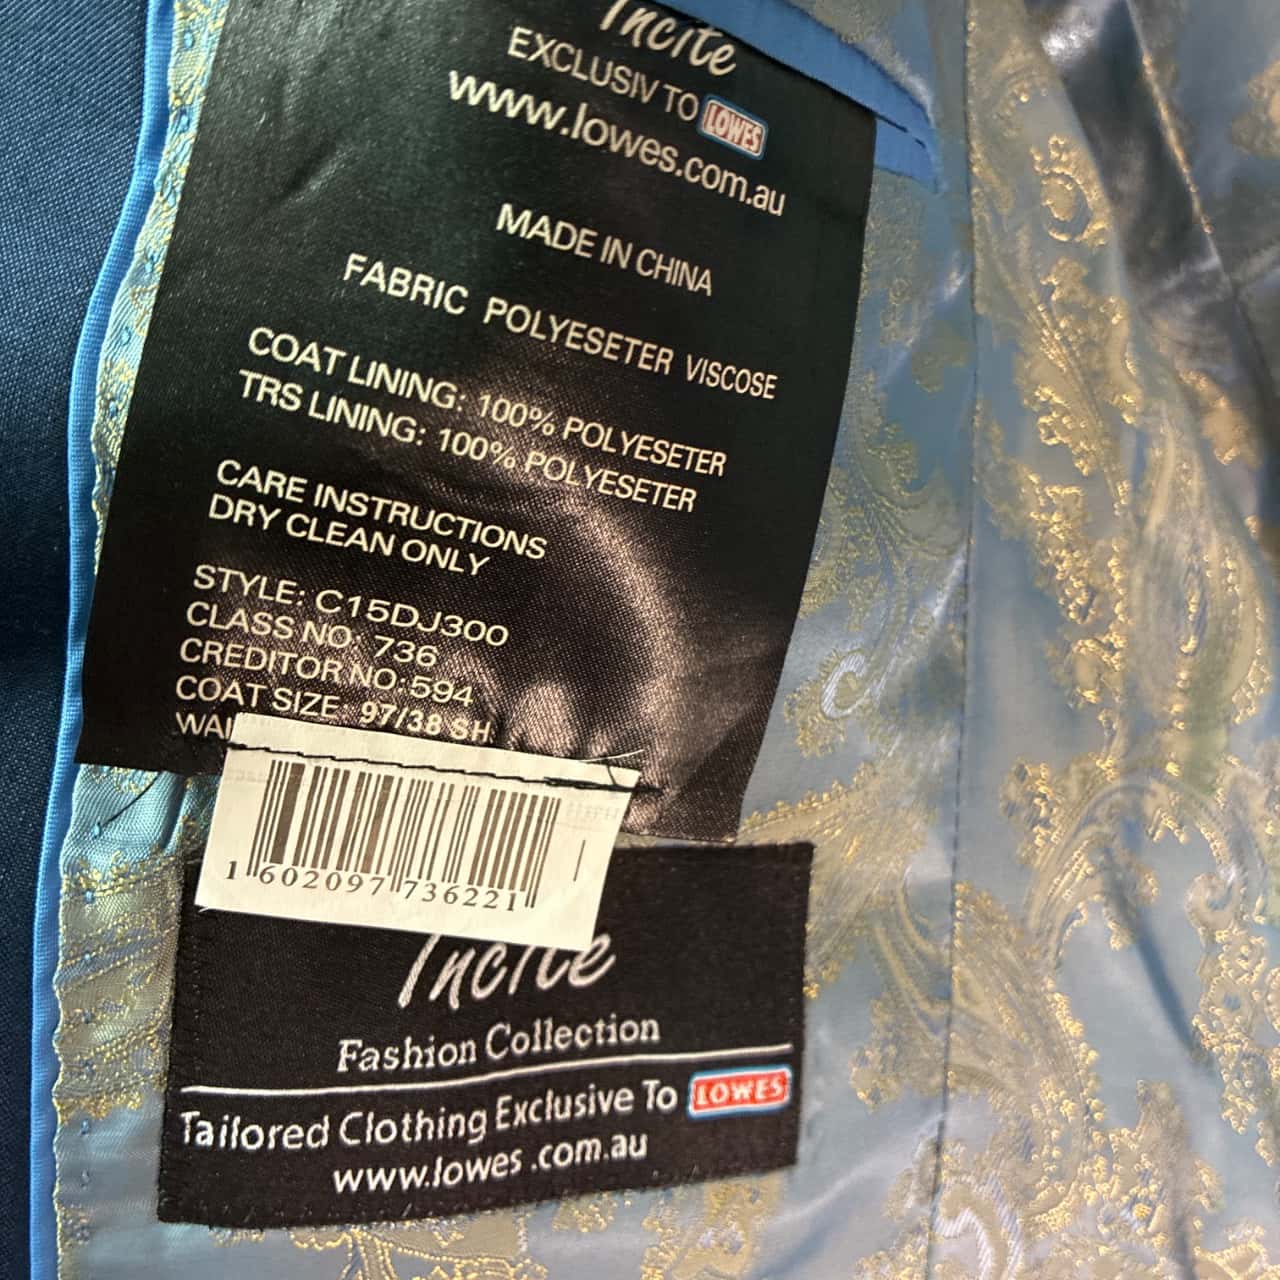 Incite
EXCLUSIV TO LOWES
www.lowes.com.au
MADE IN CHINA
FABRIC POLYESETER VISCOSE
COAT LINING: 100% POLYESETER
TRS LINING: 100% POLYESETER
CARE INSTRUCTIONS
DRY CLEAN ONLY
STYLE: C15DJ300
CLASS NO: 736
CREDITOR NO:594
COAT SIZE 97/38 SH
1 602097 736221
Incite
Fashion Collection
Tailored Clothing Exclusive To LOWES
www.lowes.com.au